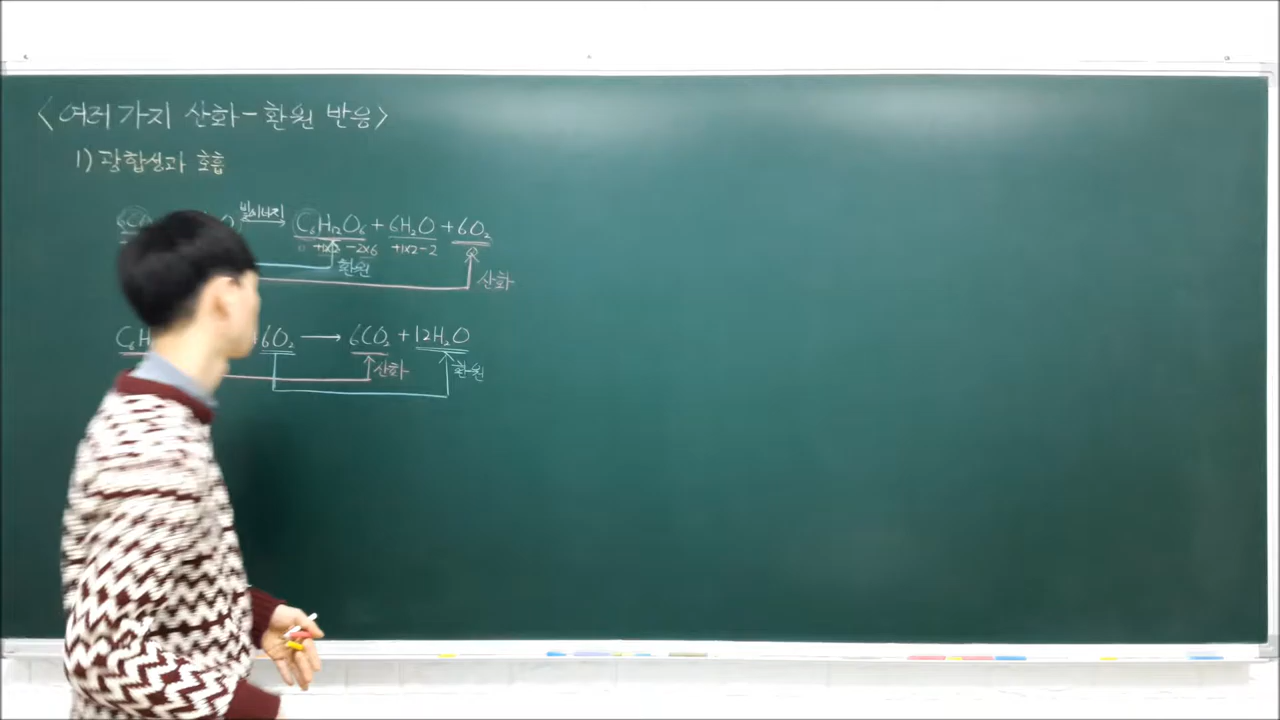 <여러가지 산화-환원 반응>
1) 광합성과 호흡
6CO 빛에너지 C₆H₁₂O₆ + 6H₂O + 6O₂
-2×6 +1×2-2
환원
산화
C₆H +6O₂ → 6CO₂ + 12H₂O
산화 환원